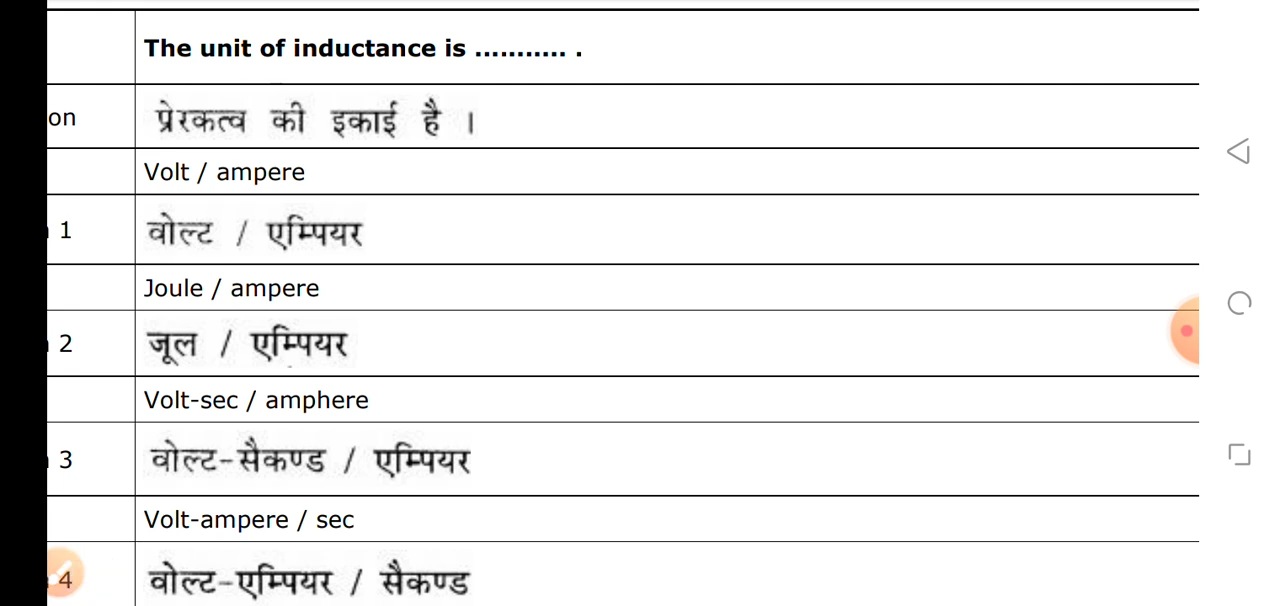 The unit of inductance is ........... .
on
प्रेरकत्व की इकाई है ।
Volt / ampere
1
वोल्ट / एम्पियर
Joule / ampere
2
जूल / एम्पियर
Volt-sec / amphere
3
वोल्ट-सैकण्ड / एम्पियर
Volt-ampere / sec
4
वोल्ट-एम्पियर / सैकण्ड